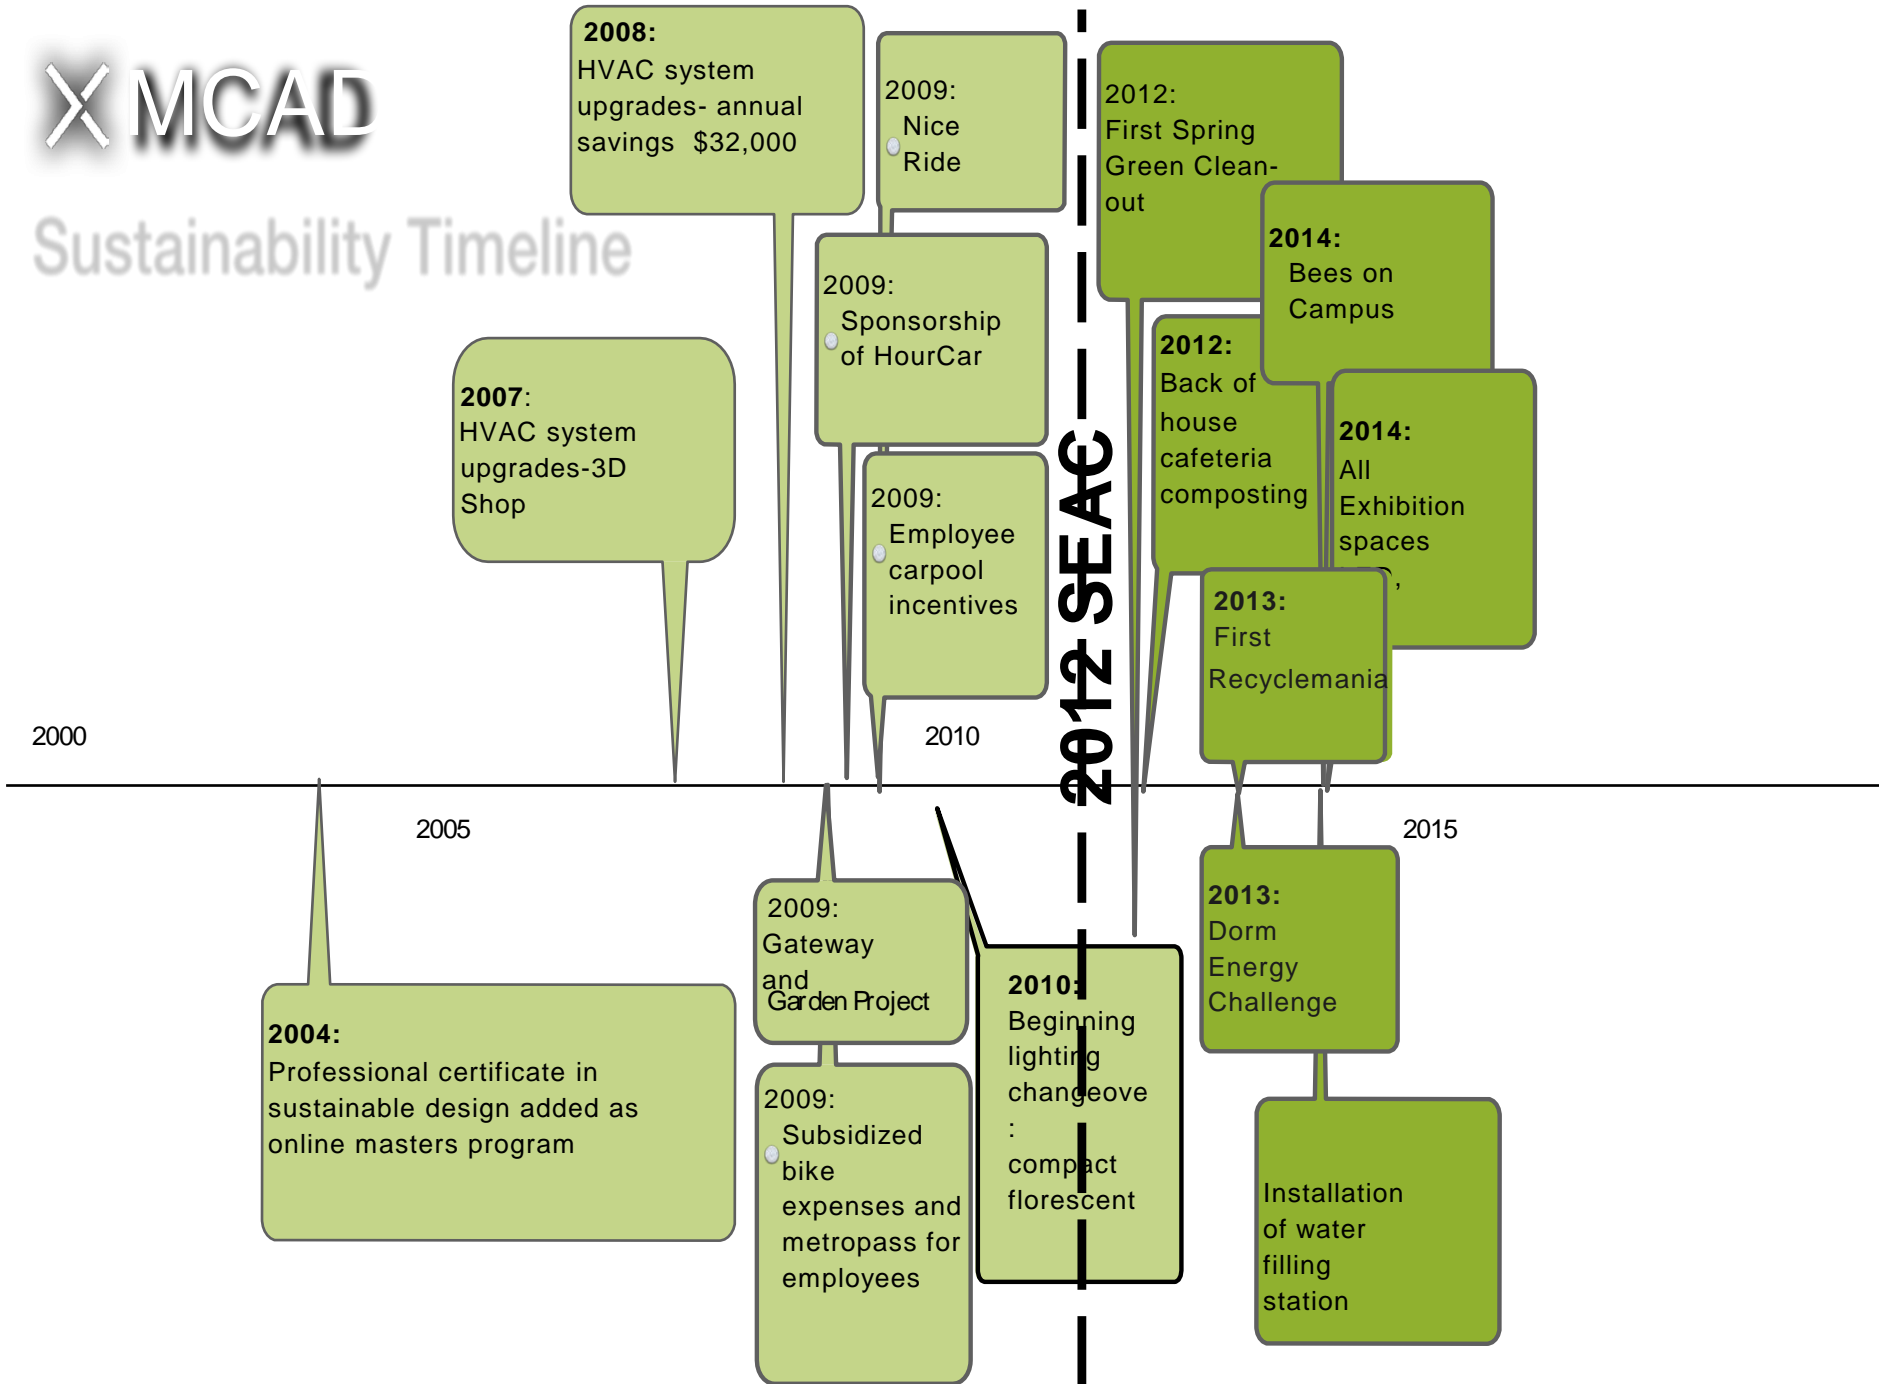 MCAD
Sustainability Timeline
2008:
HVAC system
upgrades- annual
savings $32,000
2009:
Nice
Ride
2012:
First Spring
Green Clean-
out
2014:
Bees on
Campus
2009:
Sponsorship
of HourCar
2012:
Back of
house
cafeteria
composting
2007:
HVAC system
upgrades-3D
Shop
2014:
All
Exhibition
spaces
2009:
Employee
carpool
incentives
2013:
First
Recyclemania
2012 SEAC
2000
2010
2005
2015
2004:
Professional certificate in
sustainable design added as
online masters program
2009:
Gateway
and
Garden Project
2009:
Subsidized
bike
expenses and
metropass for
employees
2010:
Beginning
lighting
changeove
:
compact
florescent
2013:
Dorm
Energy
Challenge
Installation
of water
filling
station